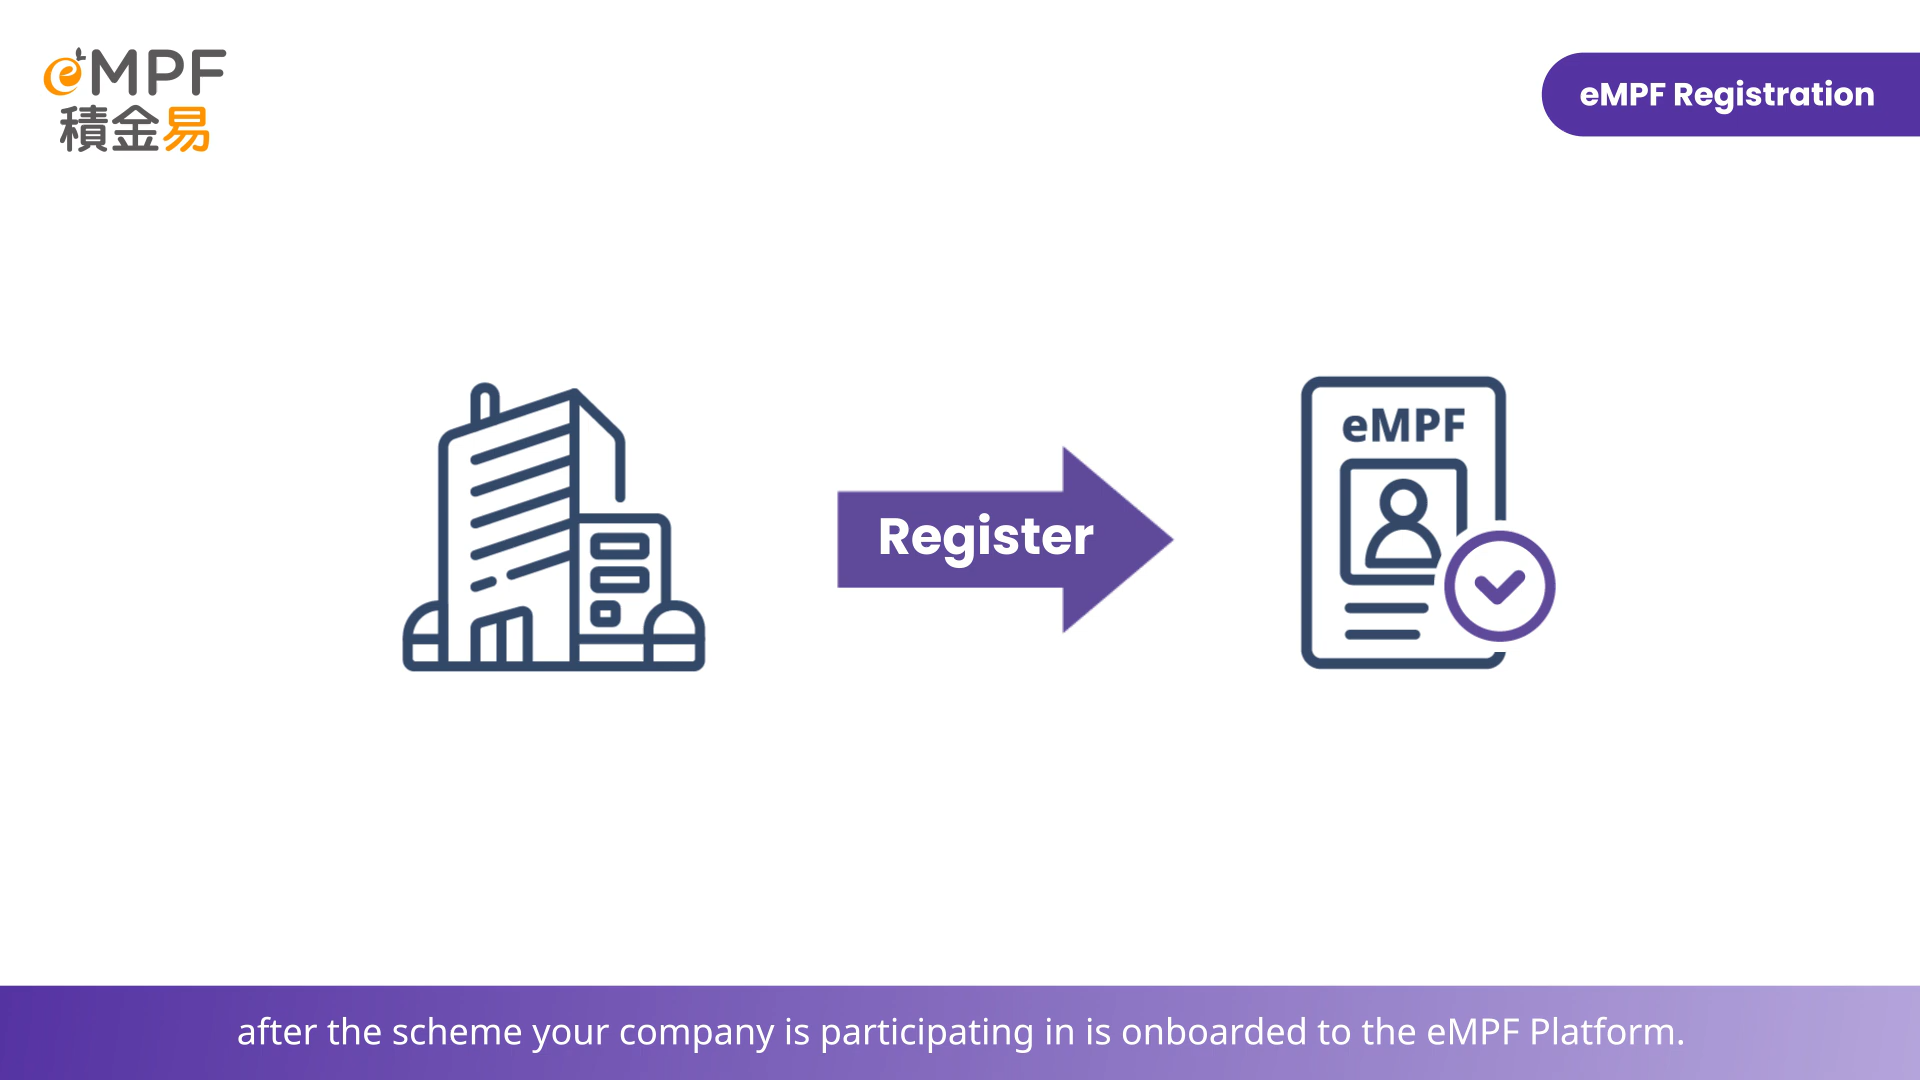 eMPF
積金易
eMPF Registration
Register
eMPF
after the scheme your company is participating in is onboarded to the eMPF Platform.